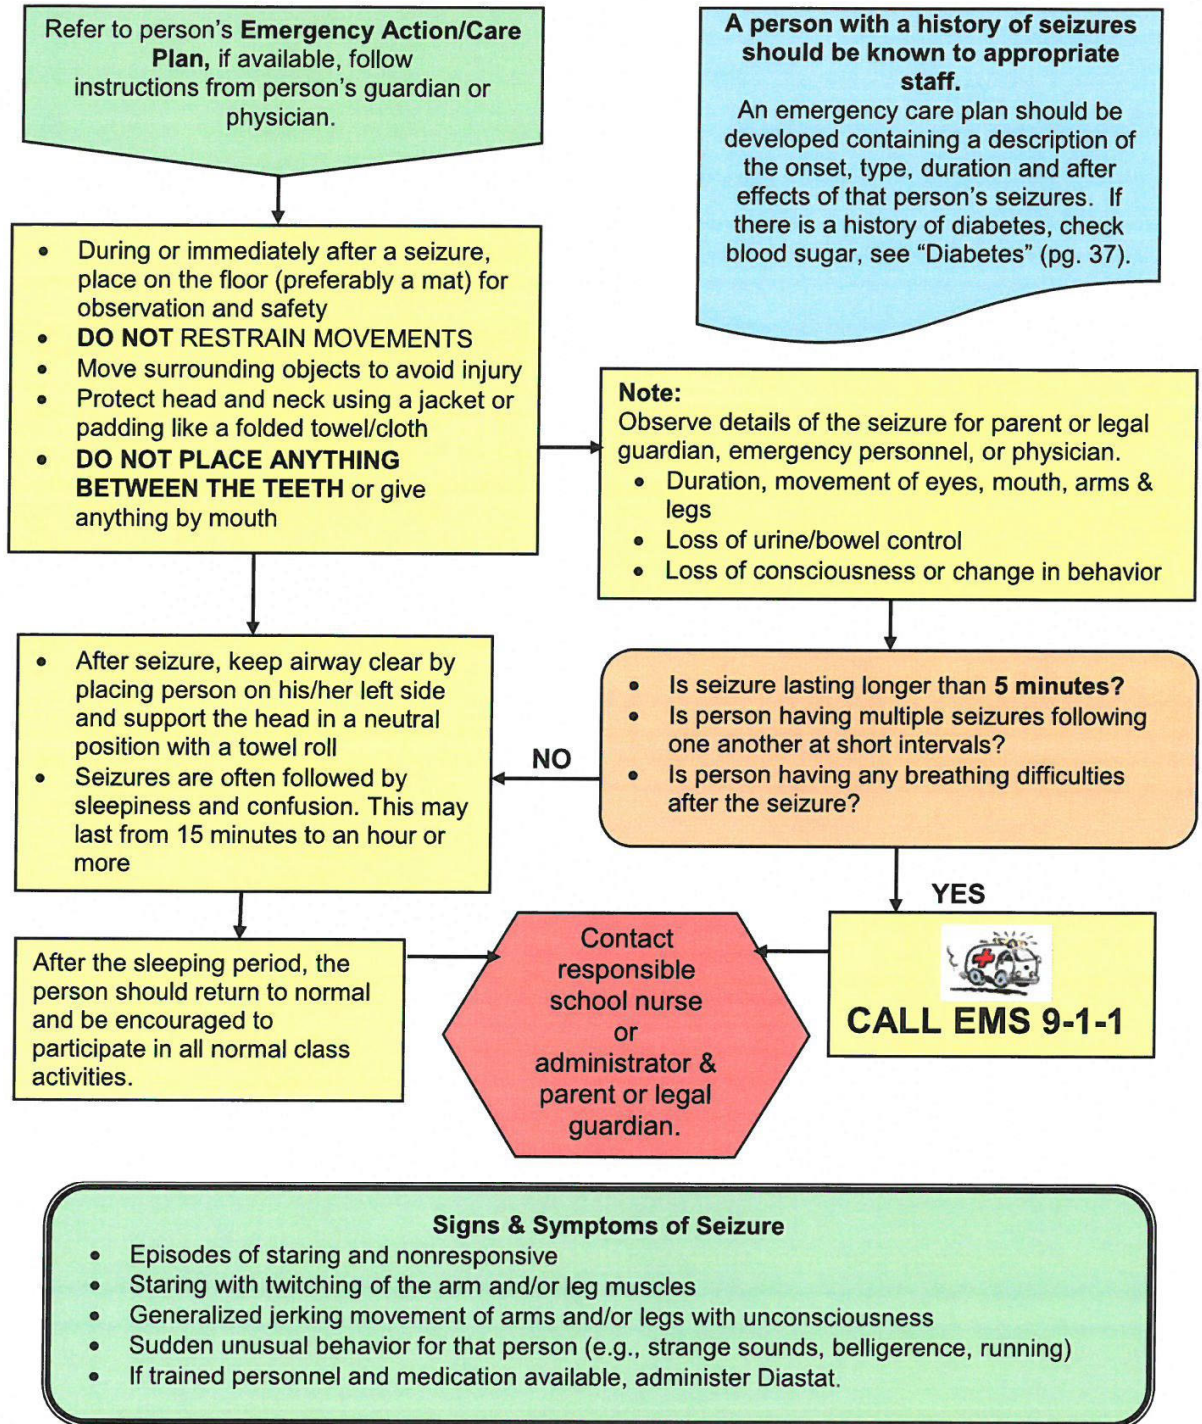 Refer to person's Emergency Action/Care
Plan, if available, follow
instructions from person's guardian or
physician.
A person with a history of seizures
should be known to appropriate
staff.
An emergency care plan should be
developed containing a description of
the onset, type, duration and after
effects of that person's seizures. If
there is a history of diabetes, check
blood sugar, see "Diabetes" (pg. 37).
• During or immediately after a seizure,
place on the floor (preferably a mat) for
observation and safety
• DO NOT RESTRAIN MOVEMENTS
• Move surrounding objects to avoid injury
• Protect head and neck using a jacket or
padding like a folded towel/cloth
• DO NOT PLACE ANYTHING
BETWEEN THE TEETH or give
anything by mouth
Note:
Observe details of the seizure for parent or legal
guardian, emergency personnel, or physician.
• Duration, movement of eyes, mouth, arms &
legs
• Loss of urine/bowel control
• Loss of consciousness or change in behavior
• After seizure, keep airway clear by
placing person on his/her left side
and support the head in a neutral
position with a towel roll
• Seizures are often followed by
sleepiness and confusion. This may
last from 15 minutes to an hour or
more
NO
• Is seizure lasting longer than 5 minutes?
• Is person having multiple seizures following
one another at short intervals?
• Is person having any breathing difficulties
after the seizure?
YES
After the sleeping period, the
person should return to normal
and be encouraged to
participate in all normal class
activities.
Contact
responsible
school nurse
or
administrator &
parent or legal
guardian.
CALL EMS 9-1-1
Signs & Symptoms of Seizure
• Episodes of staring and nonresponsive
• Staring with twitching of the arm and/or leg muscles
• Generalized jerking movement of arms and/or legs with unconsciousness
• Sudden unusual behavior for that person (e.g., strange sounds, belligerence, running)
• If trained personnel and medication available, administer Diastat.